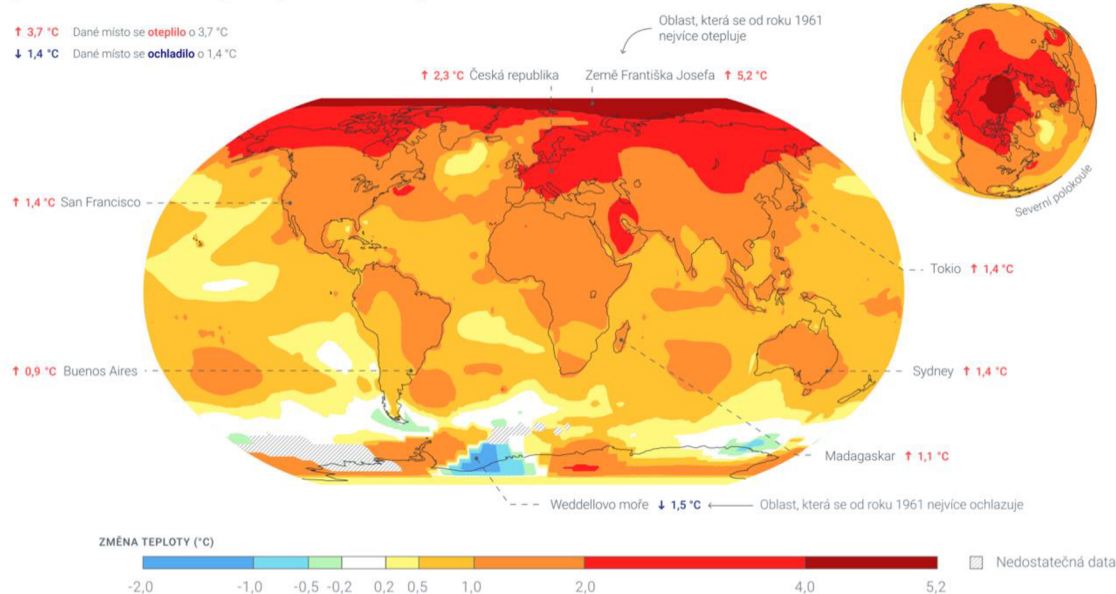 ↑ 3,7 °C Dané místo se oteplilo o 3,7 °C
↓ 1,4 °C Dané místo se ochladilo o 1,4 °C
Oblast, která se od roku 1961
nejvíce otepluje
↑ 2,3 °C Česká republika
Země Františka Josefa ↑ 5,2 °C
Severní polokoule
↑ 1,4 °C San Francisco
Tokio ↑ 1,4 °C
↑ 0,9 °C Buenos Aires
Sydney ↑ 1,4 °C
Madagaskar ↑ 1,1 °C
Weddellovo moře ↓ 1,5 °C
Oblast, která se od roku 1961 nejvíce ochlazuje
ZMĚNA TEPLOTY (°C)
-2,0 -1,0 -0,5 -0,2 0,2 0,5 1,0 2,0 4,0 5,2
Nedostatečná data